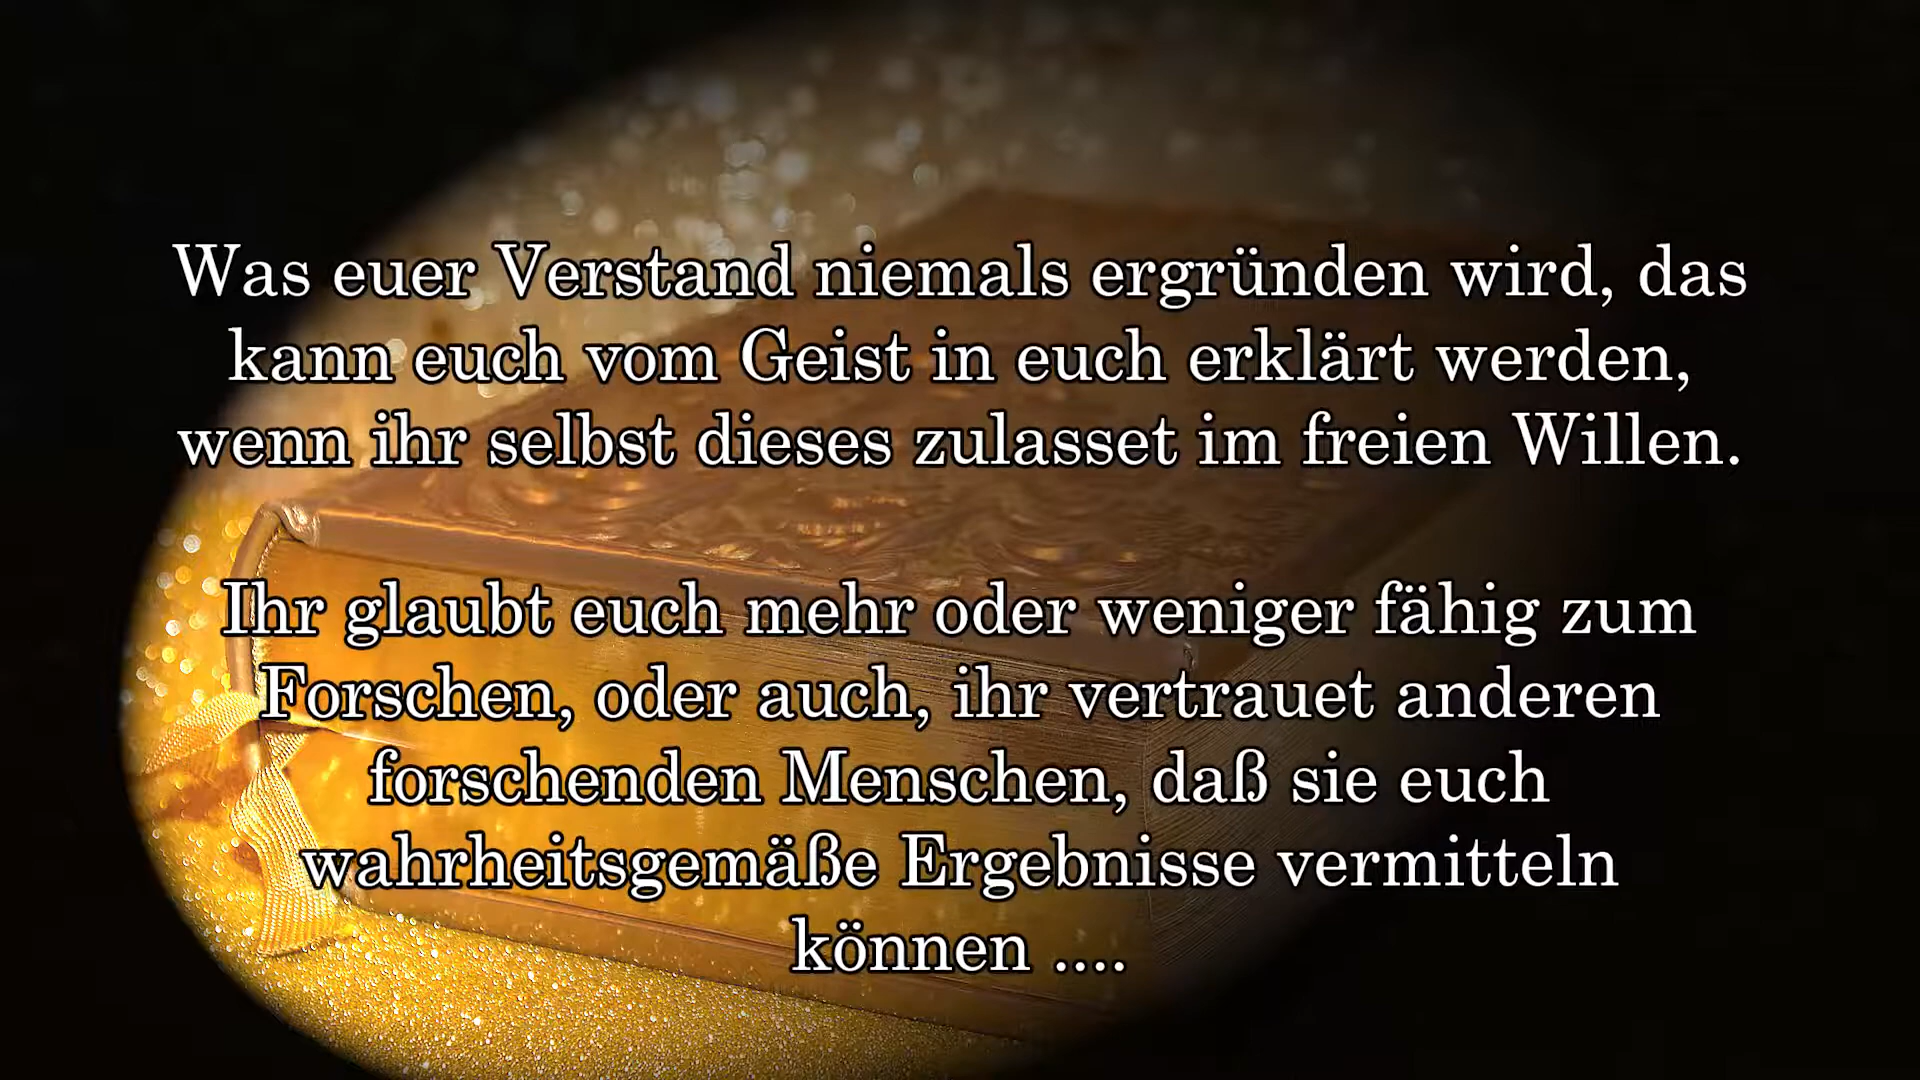 Was euer Verstand niemals ergründen wird, das
kann euch vom Geist in euch erklärt werden,
wenn ihr selbst dieses zulasset im freien Willen.
Ihr glaubt euch mehr oder weniger fähig zum
Forschen, oder auch, ihr vertrauet anderen
forschenden Menschen, daß sie euch
wahrheitsgemäße Ergebnisse vermitteln
können ....